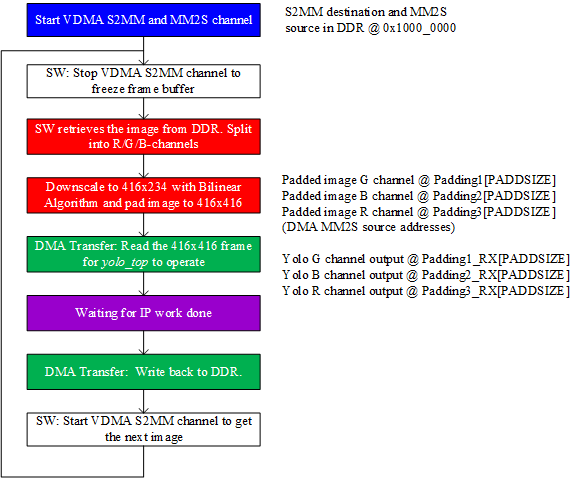 Start VDMA S2MM and MM2S channel
S2MM destination and MM2S
source in DDR @ 0x1000_0000
SW: Stop VDMA S2MM channel to
freeze frame buffer
SW retrieves the image from DDR. Split
into R/G/B-channels
Downscale to 416x234 with Bilinear
Algorithm and pad image to 416x416
Padded image G channel @ Padding1[PADDSIZE]
Padded image B channel @ Padding2[PADDSIZE]
Padded image R channel @ Padding3[PADDSIZE]
(DMA MM2S source addresses)
DMA Transfer: Read the 416x416 frame
for yolo_top to operate
Yolo G channel output @ Padding1_RX[PADDSIZE]
Yolo B channel output @ Padding2_RX[PADDSIZE]
Yolo R channel output @ Padding3_RX[PADDSIZE]
Waiting for IP work done
DMA Transfer:  Write back to DDR.
SW: Start VDMA S2MM channel to get
the next image